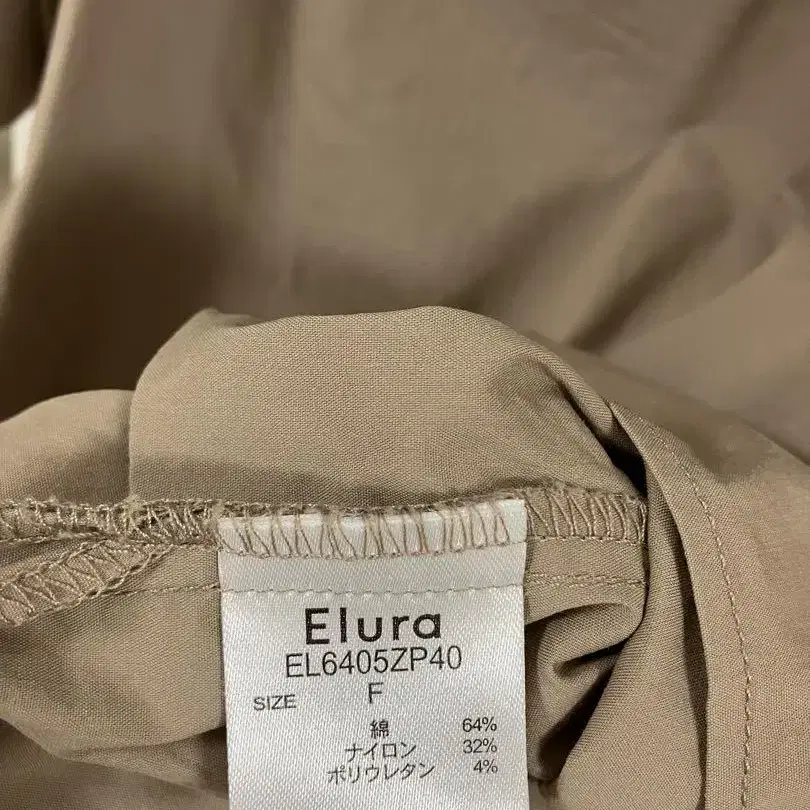 Elura
EL6405ZP40
SIZE F
綿 64%
ナイロン 32%
ポリウレタン 4%